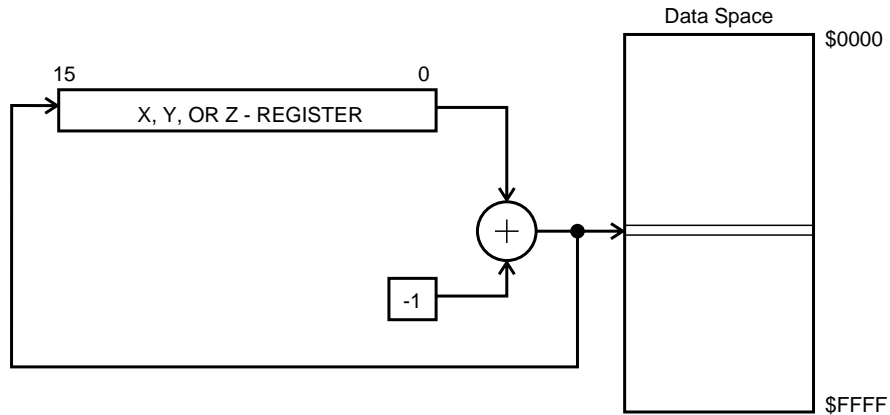 Data Space
$0000
15
0
X, Y, OR Z - REGISTER
+
-1
$FFFF